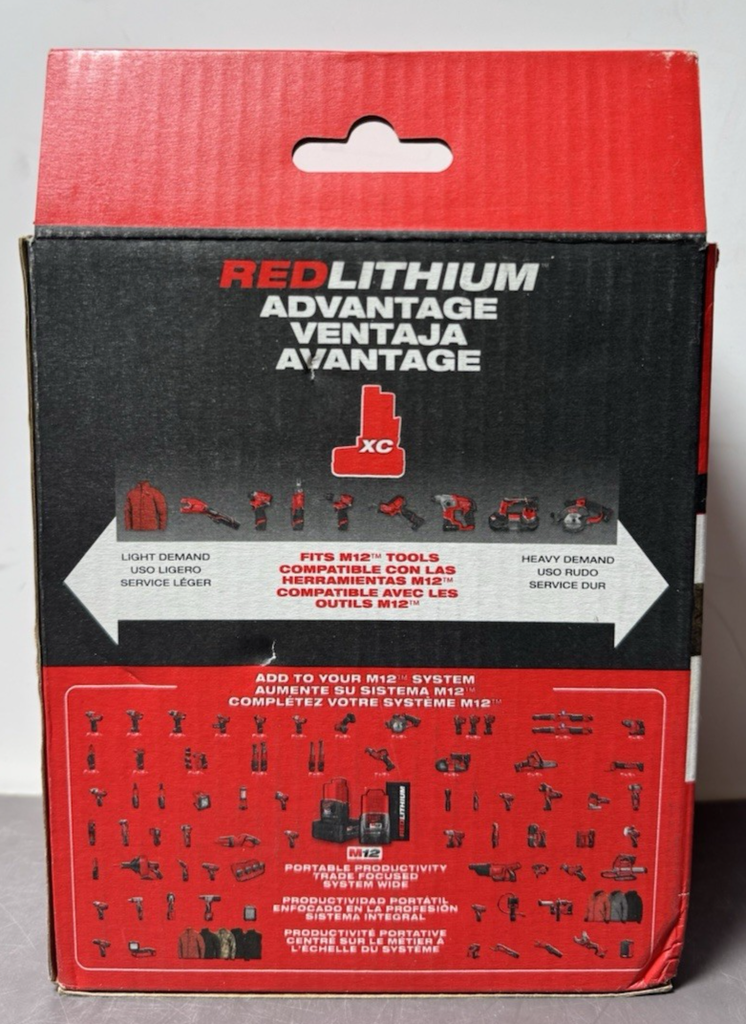 REDLITHIUM™
ADVANTAGE
VENTAJA
AVANTAGE
XC
LIGHT DEMAND
USO LIGERO
SERVICE LÉGER
FITS M12™ TOOLS
COMPATIBLE CON LAS
HERRAMIENTAS M12™
COMPATIBLE AVEC LES
OUTILS M12™
HEAVY DEMAND
USO RUDO
SERVICE DUR
ADD TO YOUR M12™ SYSTEM
AUMENTE SU SISTEMA M12™
COMPLÉTEZ VOTRE SYSTÈME M12™
REDLITHIUM
M12
PORTABLE PRODUCTIVITY
TRADE FOCUSED
SYSTEM WIDE
PRODUCTIVIDAD PORTÁTIL
ENFOCADO EN LA PROFESIÓN
SISTEMA INTEGRAL
PRODUCTIVITÉ PORTATIVE
CENTRÉ SUR LE MÉTIER À
L'ÉCHELLE DU SYSTÈME